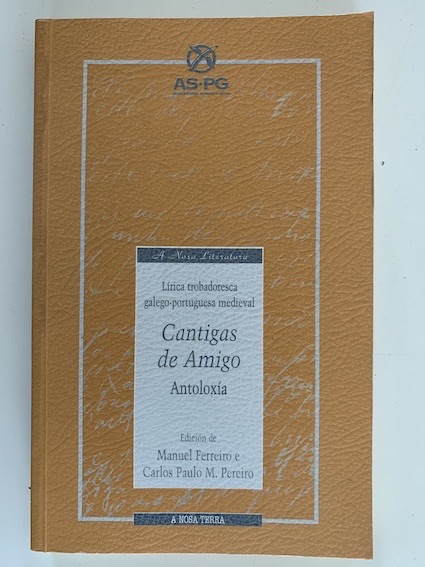 AS-PG
A Nosa Literatura
Lírica trobadoresca
galego-portuguesa medieval
Cantigas
de Amigo
Antoloxía
Edición de
Manuel Ferreiro e
Carlos Paulo M. Pereiro
A NOSA TERRA